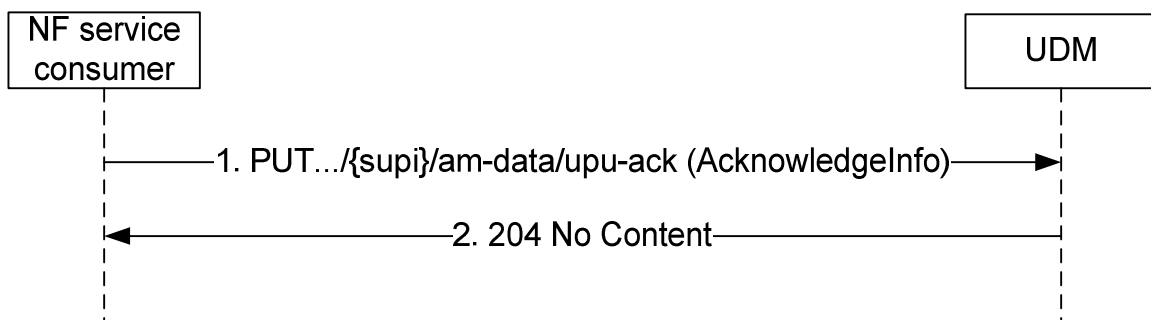 NF service
consumer
UDM
1. PUT.../{supi}/am-data/upu-ack (AcknowledgeInfo)
2. 204 No Content